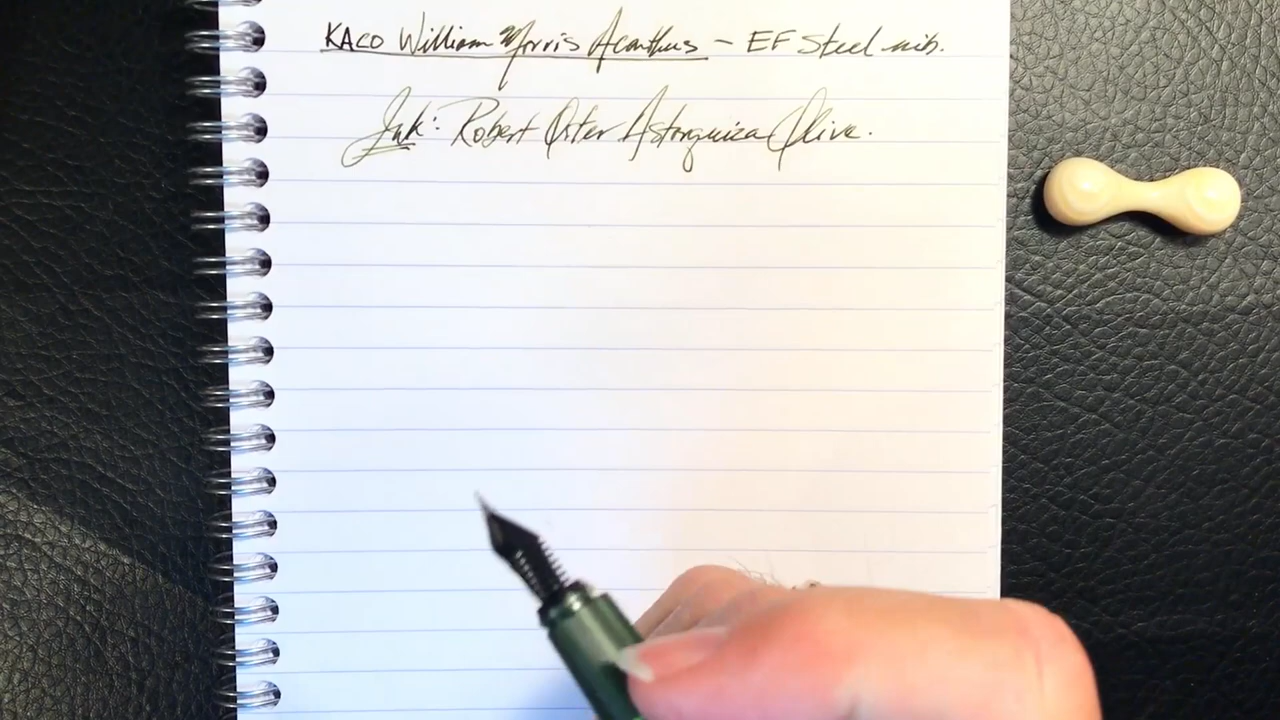 KACO William Morris Acanthus - EF Steel nib.
Ink: Robert Oster Astorquiza Olive.